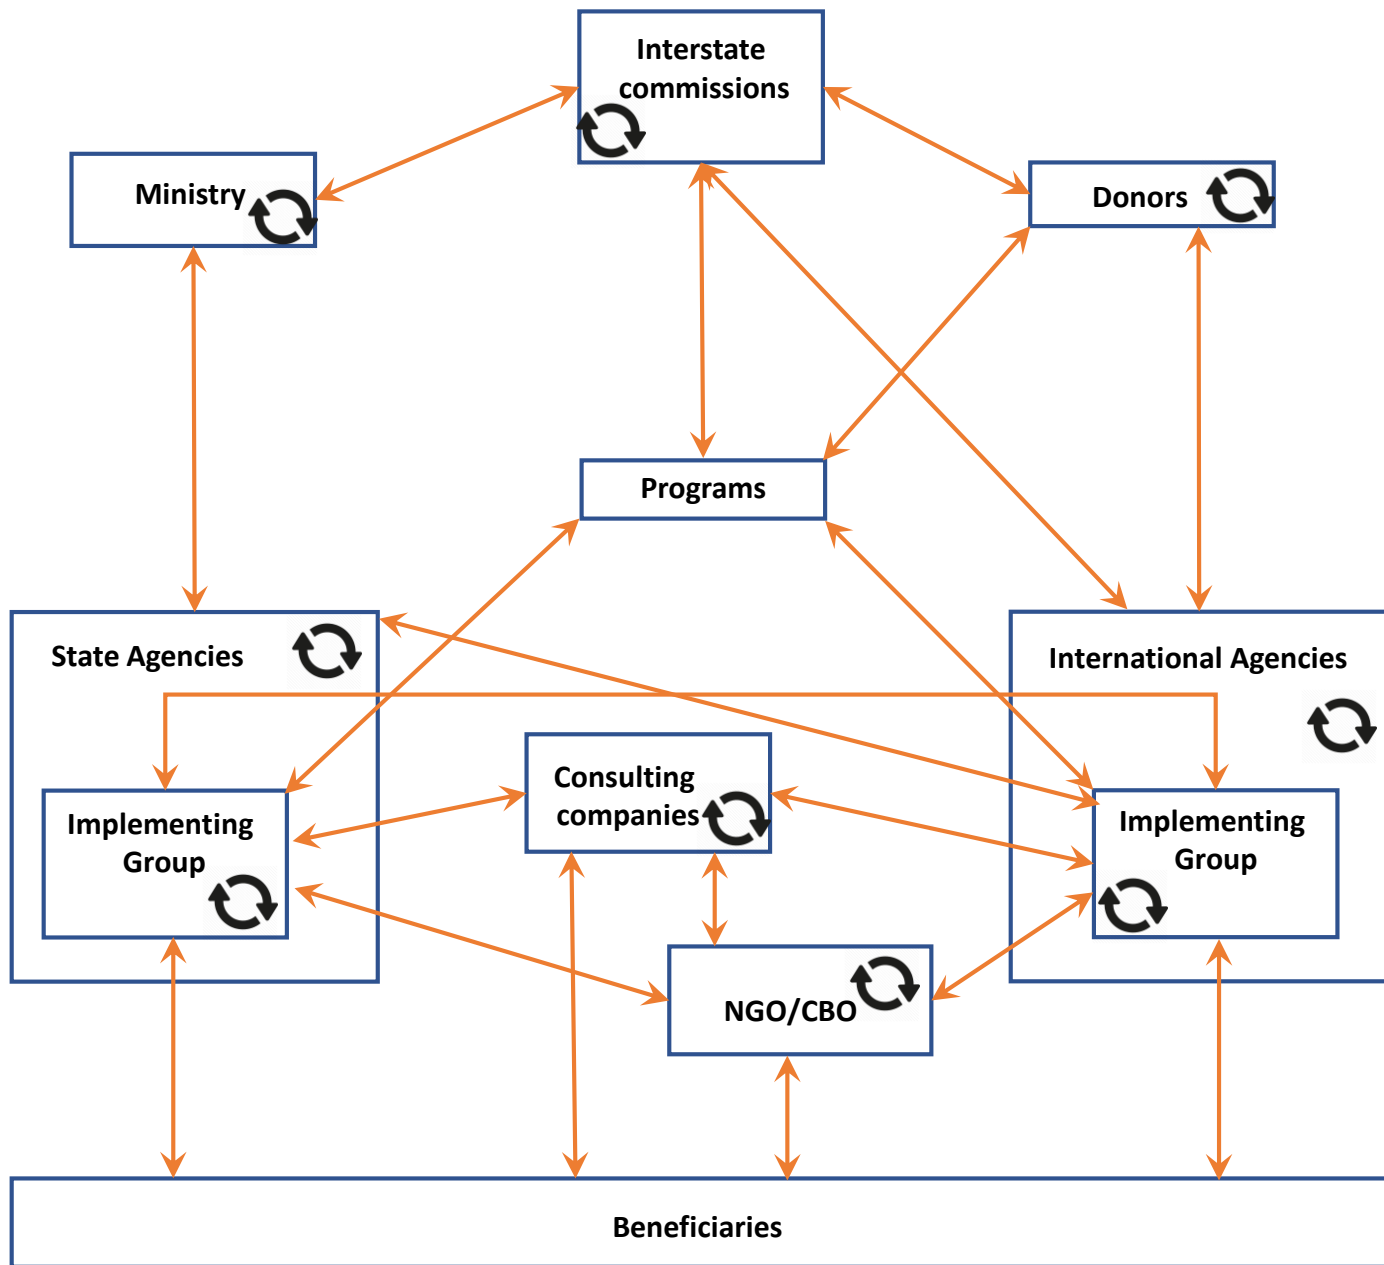 Interstate
commissions
Ministry
Donors
Programs
State Agencies
International Agencies
Consulting
companies
Implementing
Group
Implementing
Group
NGO/CBO
Beneficiaries